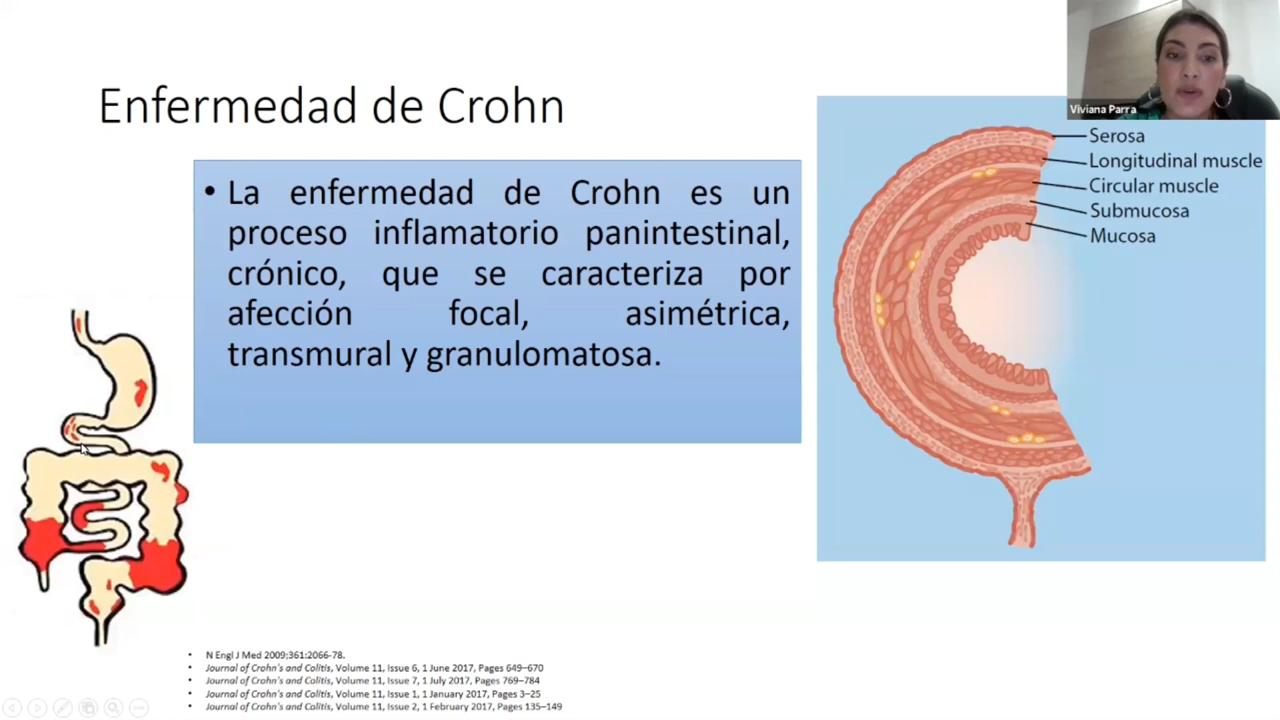 Enfermedad de Crohn
• La enfermedad de Crohn es un
proceso inflamatorio panintestinal,
crónico, que se caracteriza por
afección focal, asimétrica,
transmural y granulomatosa.
Viviana Parra
Serosa
Longitudinal muscle
Circular muscle
Submucosa
Mucosa
• N Engl J Med 2009;361:2066-78.
• Journal of Crohn's and Colitis, Volume 11, Issue 6, 1 June 2017, Pages 649–670
• Journal of Crohn's and Colitis, Volume 11, Issue 7, 1 July 2017, Pages 769–784
• Journal of Crohn's and Colitis, Volume 11, Issue 1, 1 January 2017, Pages 3–25
• Journal of Crohn's and Colitis, Volume 11, Issue 2, 1 February 2017, Pages 135–149